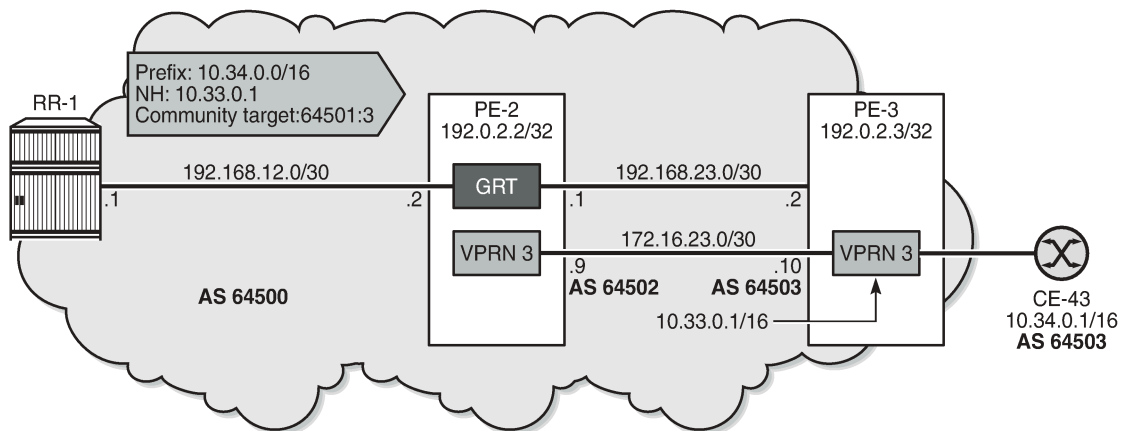 Prefix: 10.34.0.0/16
NH: 10.33.0.1
Community target:64501:3
RR-1
PE-2
192.0.2.2/32
PE-3
192.0.2.3/32
192.168.12.0/30
GRT
192.168.23.0/30
.1
.2
.1
.2
172.16.23.0/30
VPRN 3
VPRN 3
.9
.10
AS 64500
AS 64502
AS 64503
10.33.0.1/16
CE-43
10.34.0.1/16
AS 64503